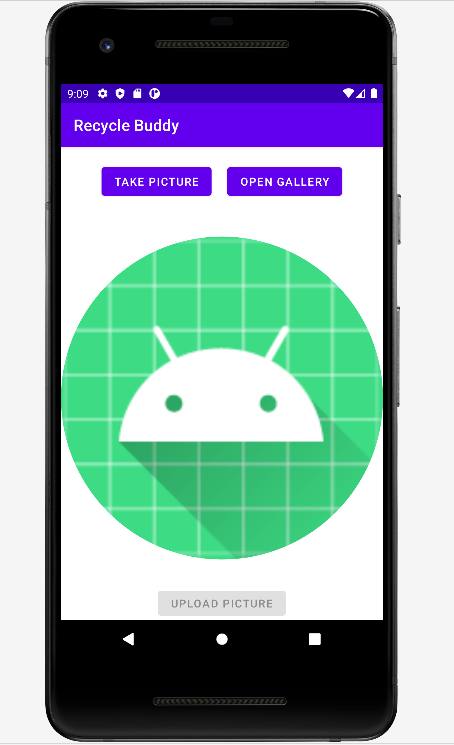 9:09
Recycle Buddy
TAKE PICTURE OPEN GALLERY
UPLOAD PICTURE